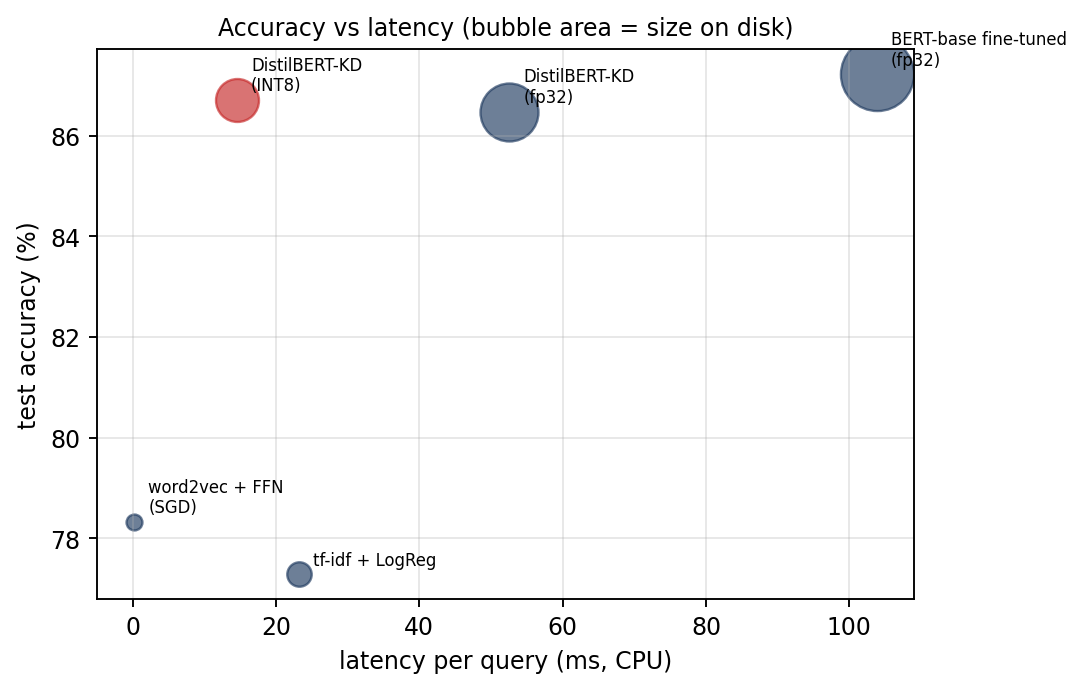 Accuracy vs latency (bubble area = size on disk)
BERT-base fine-tuned
(fp32)
DistilBERT-KD
(INT8)
DistilBERT-KD
(fp32)
86
84
82
80
78
test accuracy (%)
word2vec + FFN
(SGD)
tf-idf + LogReg
0
20
40
60
80
100
latency per query (ms, CPU)